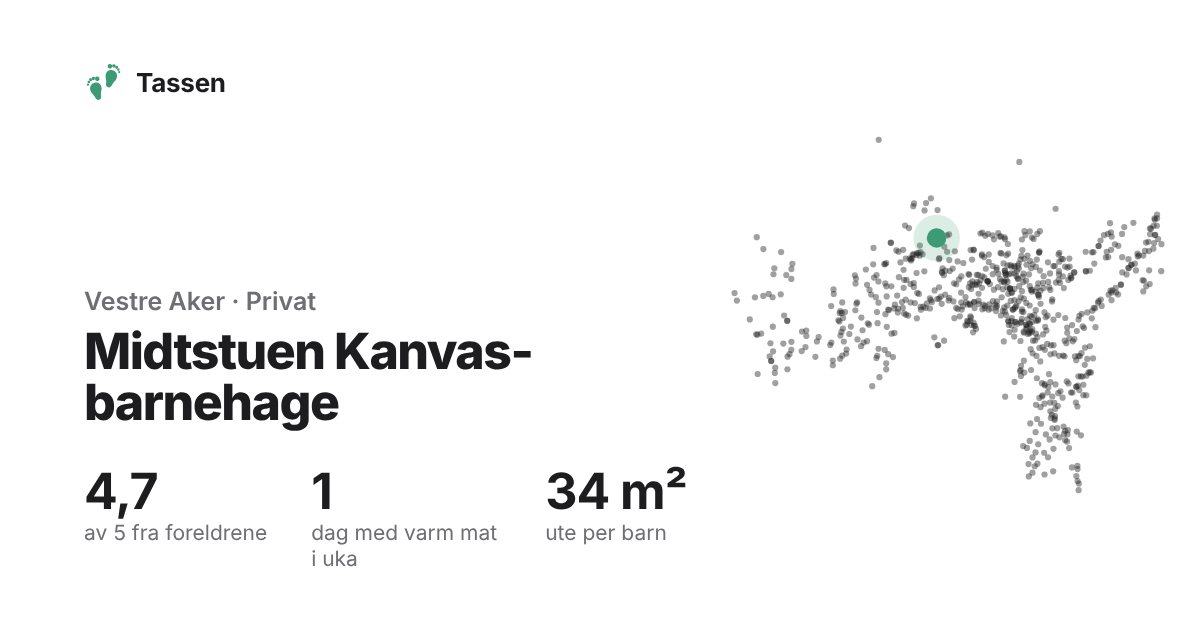 Tassen
Vestre Aker · Privat
Midtstuen Kanvas-
barnehage
4,7
av 5 fra foreldrene
1
dag med varm mat
i uka
34 m²
ute per barn